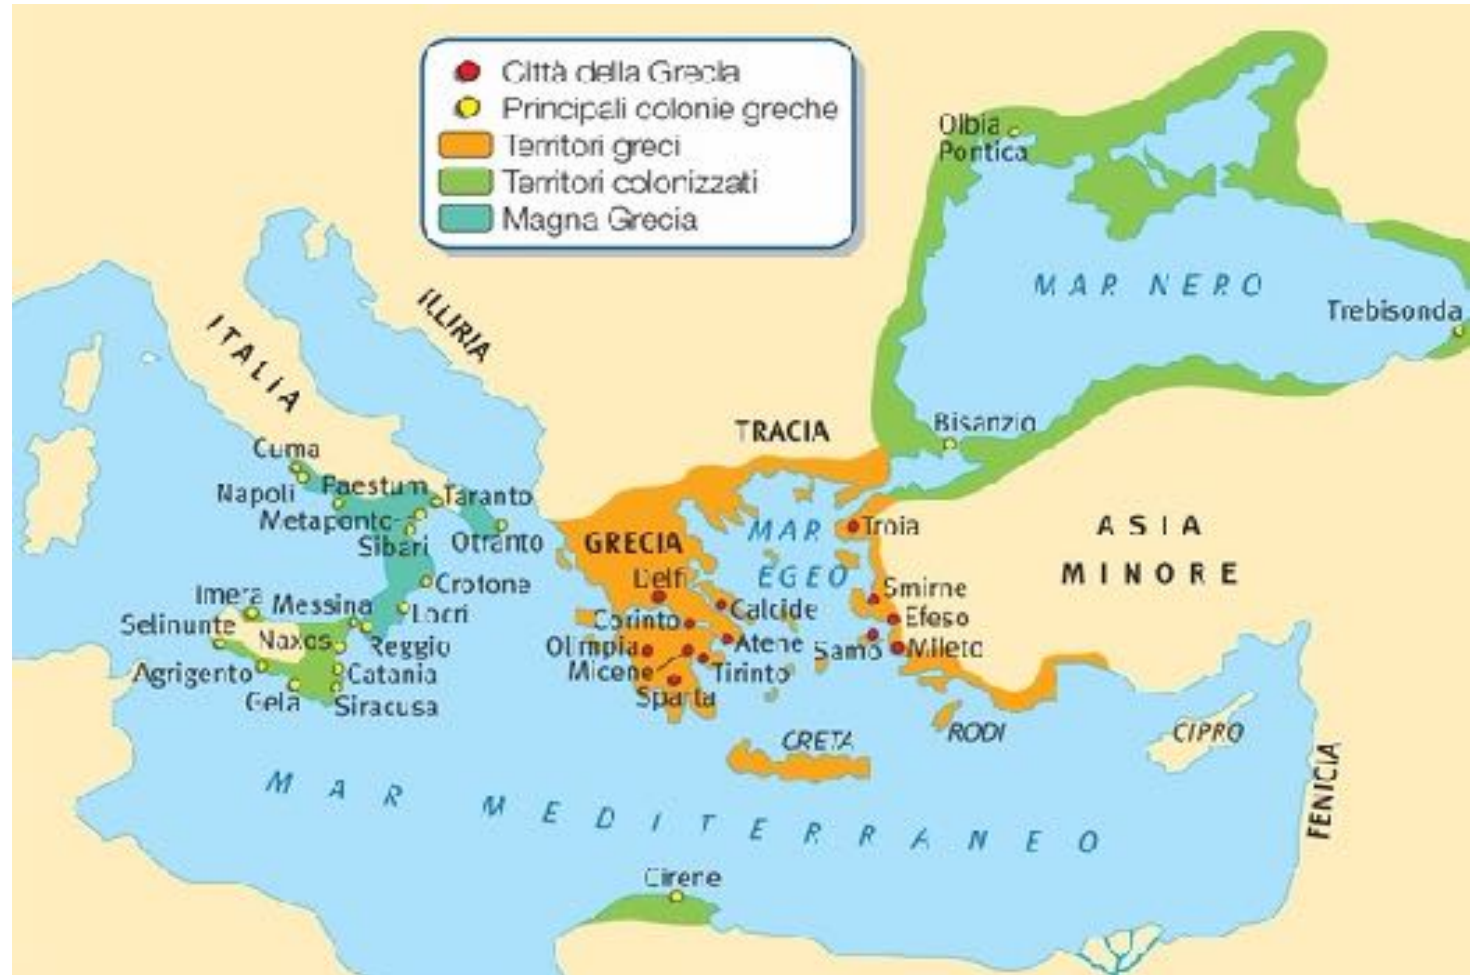 Città della Grecia
Principali colonie greche
Territori greci
Territori colonizzati
Magna Grecia
Olbia
Pontica
MAR NERO
Trebisonda
ILLIRIA
ITALIA
TRACIA
Bisanzio
Cuma
Napoli
Paestum
Taranto
Metaponto
Sibari
Otranto
Crotone
Locri
Imera
Messina
Selinunte
Naxos
Reggio
Agrigento
Catania
Gela
Siracusa
GRECIA
MAR
EGEO
Troia
ASIA
MINORE
Delfi
Calcide
Smirne
Corinto
Efeso
Olimpia
Atene
Samo
Mileto
Micene
Tirinto
Sparta
CRETA
RODI
CIPRO
FENICIA
MAR MEDITERRANEO
Cirene